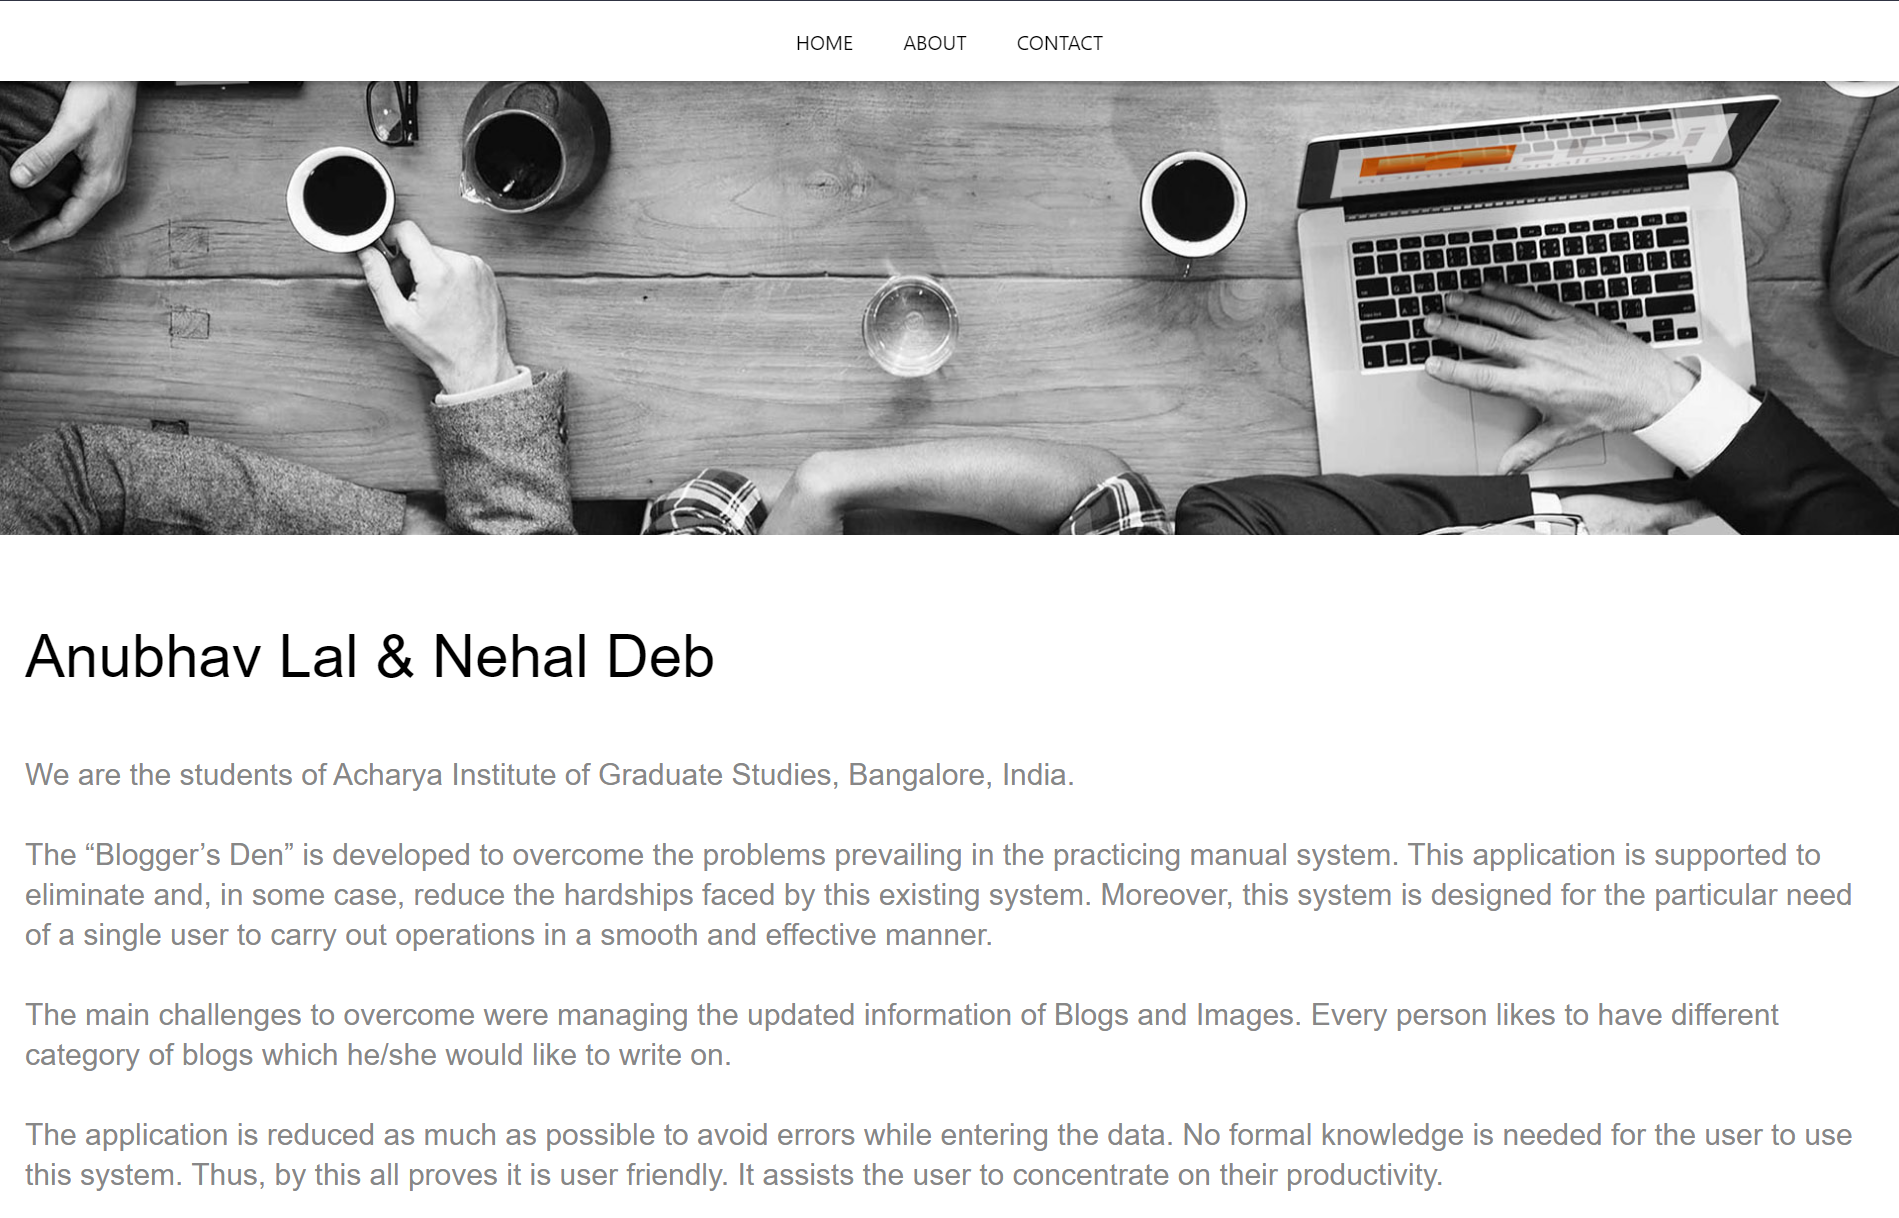 HOME ABOUT CONTACT
Anubhav Lal & Nehal Deb
We are the students of Acharya Institute of Graduate Studies, Bangalore, India.
The “Blogger’s Den” is developed to overcome the problems prevailing in the practicing manual system. This application is supported to
eliminate and, in some case, reduce the hardships faced by this existing system. Moreover, this system is designed for the particular need
of a single user to carry out operations in a smooth and effective manner.
The main challenges to overcome were managing the updated information of Blogs and Images. Every person likes to have different
category of blogs which he/she would like to write on.
The application is reduced as much as possible to avoid errors while entering the data. No formal knowledge is needed for the user to use
this system. Thus, by this all proves it is user friendly. It assists the user to concentrate on their productivity.